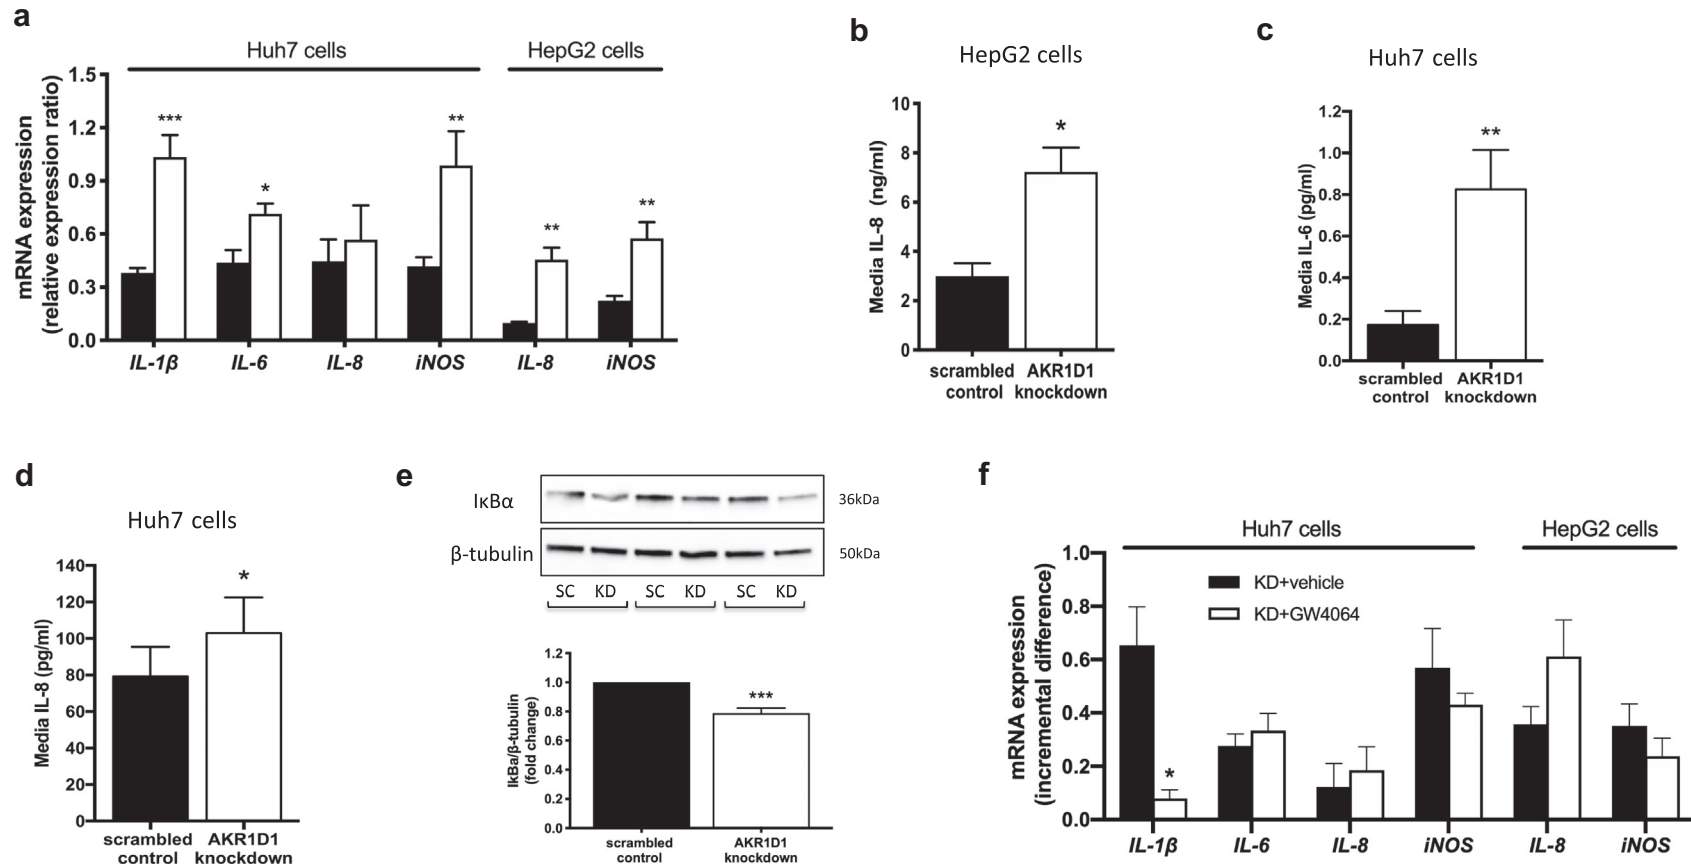 a
Huh7 cells
HepG2 cells
mRNA expression
(relative expression ratio)
1.5
1.2
0.9
0.6
0.3
0.0
***
*
**
**
**
IL-1β
IL-6
IL-8
iNOS
IL-8
iNOS
b
HepG2 cells
Media IL-8 (ng/ml)
10
8
6
4
2
0
*
scrambled
control
AKR1D1
knockdown
c
Huh7 cells
Media IL-6 (pg/ml)
1.2
1.0
0.8
0.6
0.4
0.2
0.0
**
scrambled
control
AKR1D1
knockdown
d
Huh7 cells
Media IL-8 (pg/ml)
140
120
100
80
60
40
20
0
*
scrambled
control
AKR1D1
knockdown
e
IκBα
36kDa
β-tubulin
50kDa
SC KD SC KD SC KD
IkBa/β-tubulin
(fold change)
1.2
1.0
0.8
0.6
0.4
0.2
0.0
***
scrambled
control
AKR1D1
knockdown
f
Huh7 cells
HepG2 cells
mRNA expression
(incremental difference)
1.0
0.8
0.6
0.4
0.2
0.0
KD+vehicle
KD+GW4064
*
IL-1β
IL-6
IL-8
iNOS
IL-8
iNOS